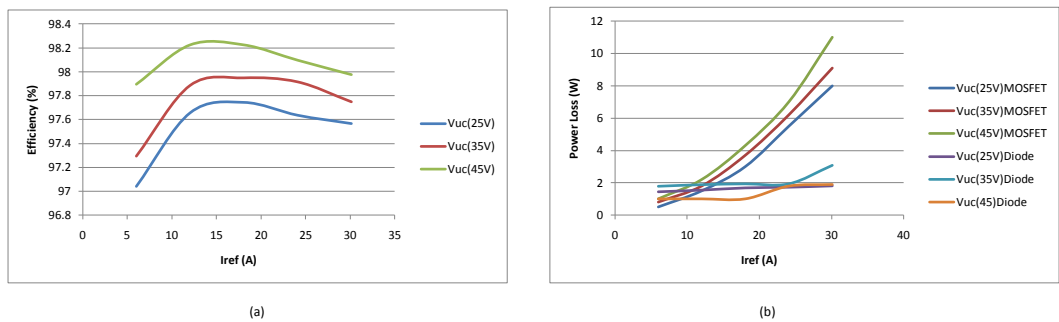 98.4
98.2
98
97.8
97.6
97.4
97.2
97
96.8
Efficiency (%)
0
5
10
15
20
25
30
35
Iref (A)
Vuc(25V)
Vuc(35V)
Vuc(45V)
(a)
12
10
8
6
4
2
0
Power Loss (W)
0
10
20
30
40
Iref (A)
Vuc(25V)MOSFET
Vuc(35V)MOSFET
Vuc(45V)MOSFET
Vuc(25V)Diode
Vuc(35V)Diode
Vuc(45)Diode
(b)